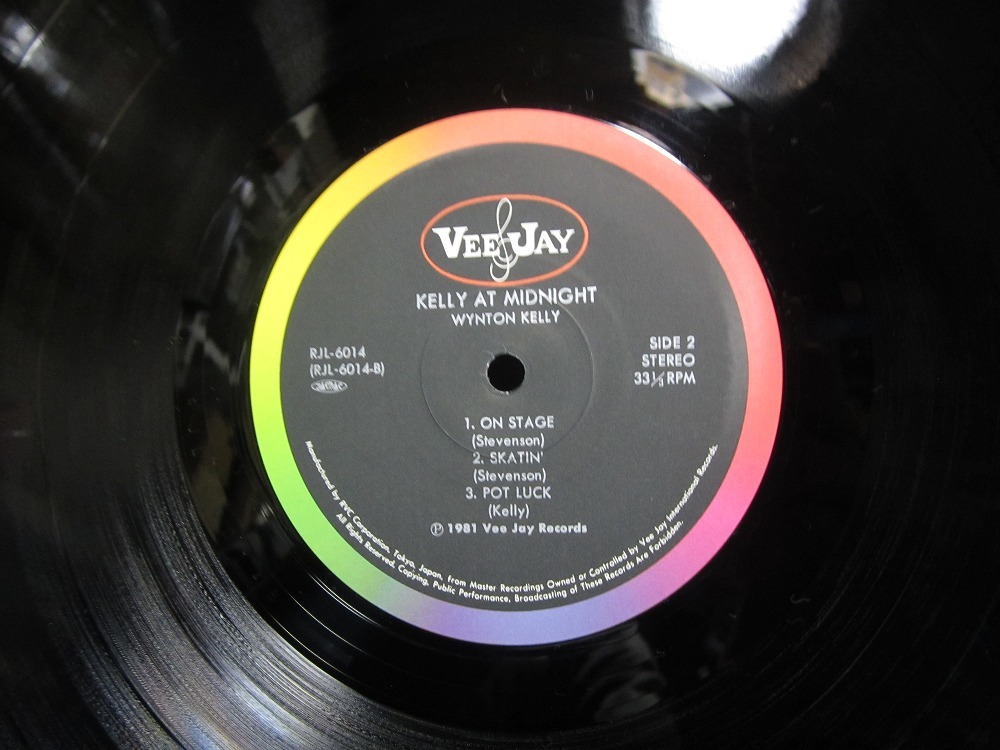 VEE JAY
KELLY AT MIDNIGHT
WYNTON KELLY
RJL-6014
(RJL-6014-B)
SIDE 2
STEREO
33⅓ RPM
1. ON STAGE
(Stevenson)
2. SKATIN'
(Stevenson)
3. POT LUCK
(Kelly)
Ⓟ 1981 Vee Jay Records
Manufactured by RVC Corporation, Tokyo, Japan, from Master Recordings Owned or Controlled by Vee Jay International Records.
All Rights Reserved. Copying, Public Performance, Broadcasting of These Records Are Forbidden.